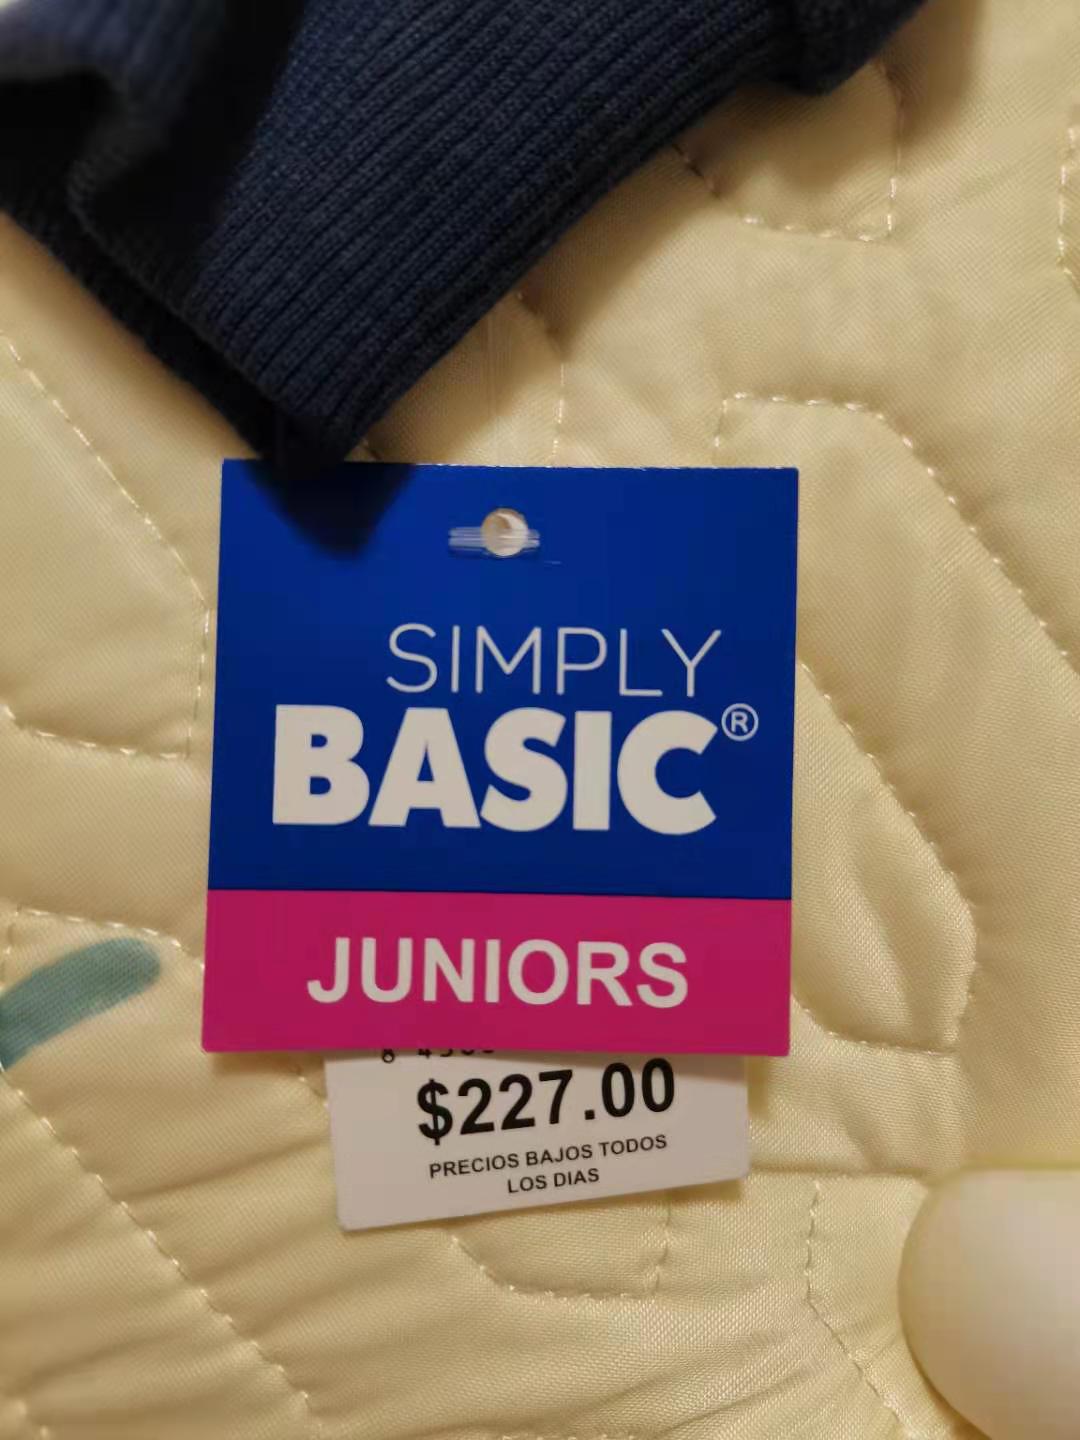 SIMPLY
BASIC®
JUNIORS
$227.00
PRECIOS BAJOS TODOS
LOS DIAS